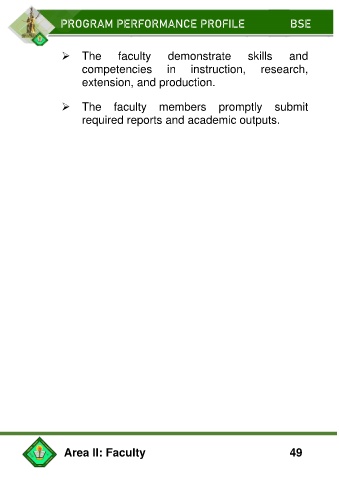 PROGRAM PERFORMANCE PROFILE BSE
➢ The faculty demonstrate skills and
competencies in instruction, research,
extension, and production.
➢ The faculty members promptly submit
required reports and academic outputs.
Area II: Faculty 49